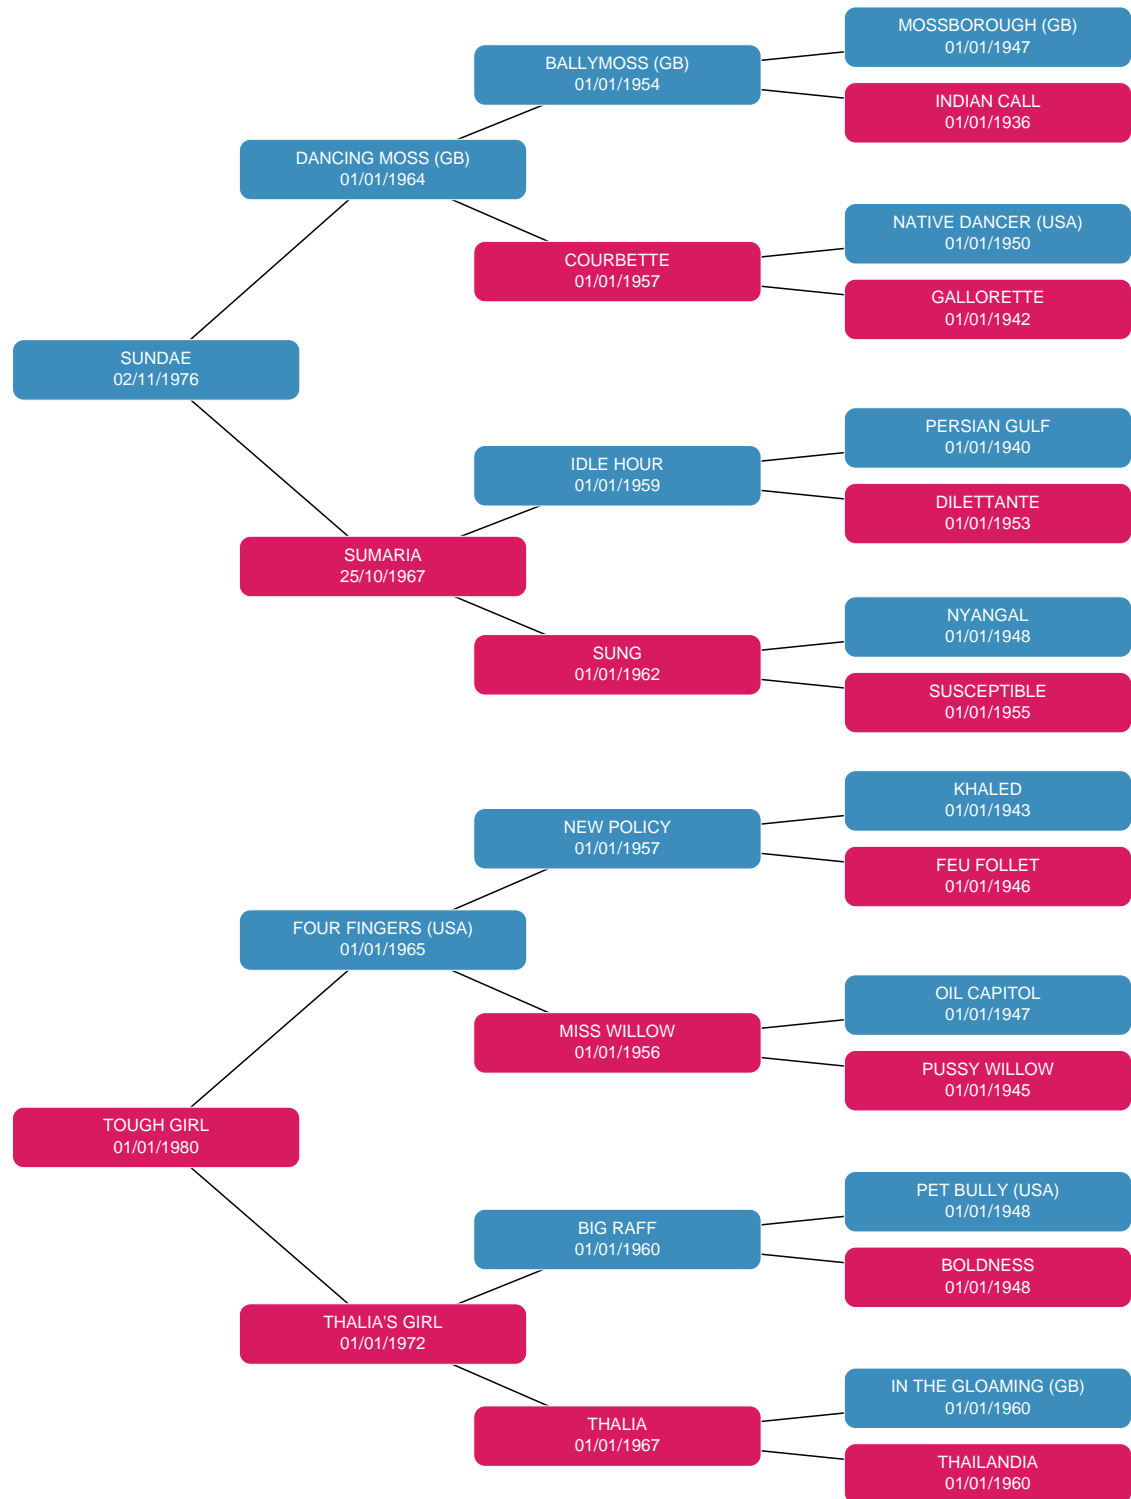 MOSSBOROUGH (GB)
01/01/1947
BALLYMOSS (GB)
01/01/1954
INDIAN CALL
01/01/1936
DANCING MOSS (GB)
01/01/1964
NATIVE DANCER (USA)
01/01/1950
COURBETTE
01/01/1957
GALLORETTE
01/01/1942
SUNDAE
02/11/1976
PERSIAN GULF
01/01/1940
IDLE HOUR
01/01/1959
DILETTANTE
01/01/1953
SUMARIA
25/10/1967
NYANGAL
01/01/1948
SUNG
01/01/1962
SUSCEPTIBLE
01/01/1955
KHALED
01/01/1943
NEW POLICY
01/01/1957
FEU FOLLET
01/01/1946
FOUR FINGERS (USA)
01/01/1965
OIL CAPITOL
01/01/1947
MISS WILLOW
01/01/1956
PUSSY WILLOW
01/01/1945
TOUGH GIRL
01/01/1980
PET BULLY (USA)
01/01/1948
BIG RAFF
01/01/1960
BOLDNESS
01/01/1948
THALIA'S GIRL
01/01/1972
IN THE GLOAMING (GB)
01/01/1960
THALIA
01/01/1967
THAILANDIA
01/01/1960